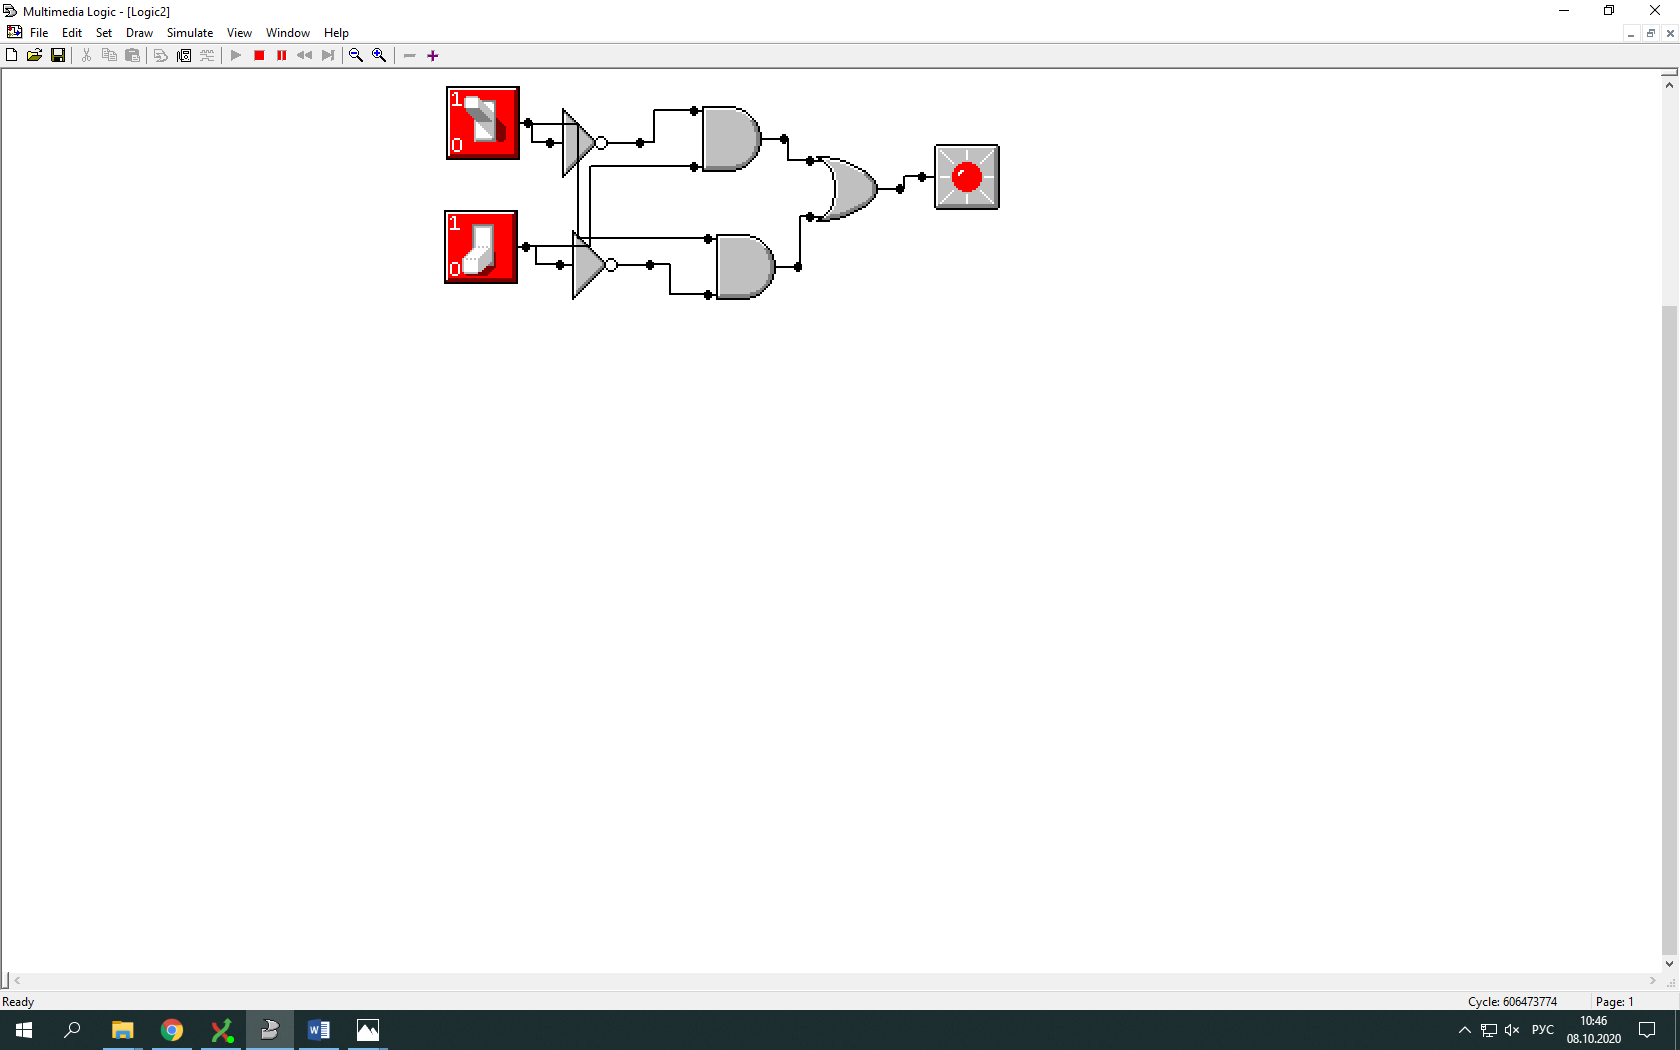 Multimedia Logic - [Logic2]
File Edit Set Draw Simulate View Window Help
1
0
1
0
Ready Cycle: 606473774 Page: 1
РУС 10:46
08.10.2020